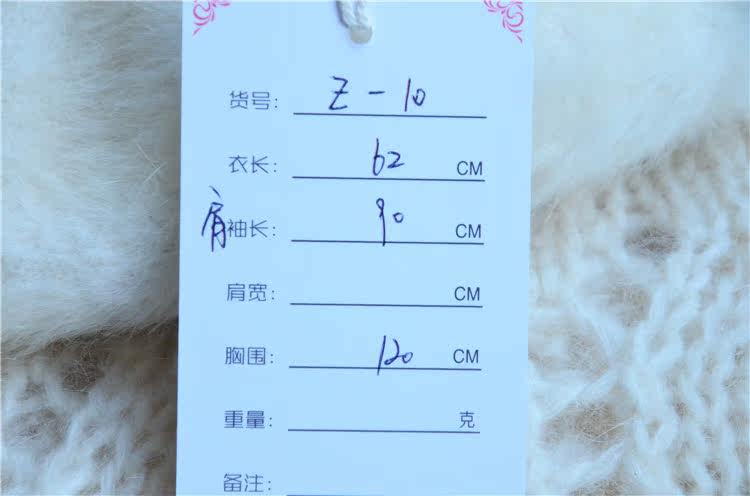 货号: Z-10
衣长: 62 CM
肩袖长: 90 CM
肩宽: CM
胸围: 120 CM
重量: 克
备注: